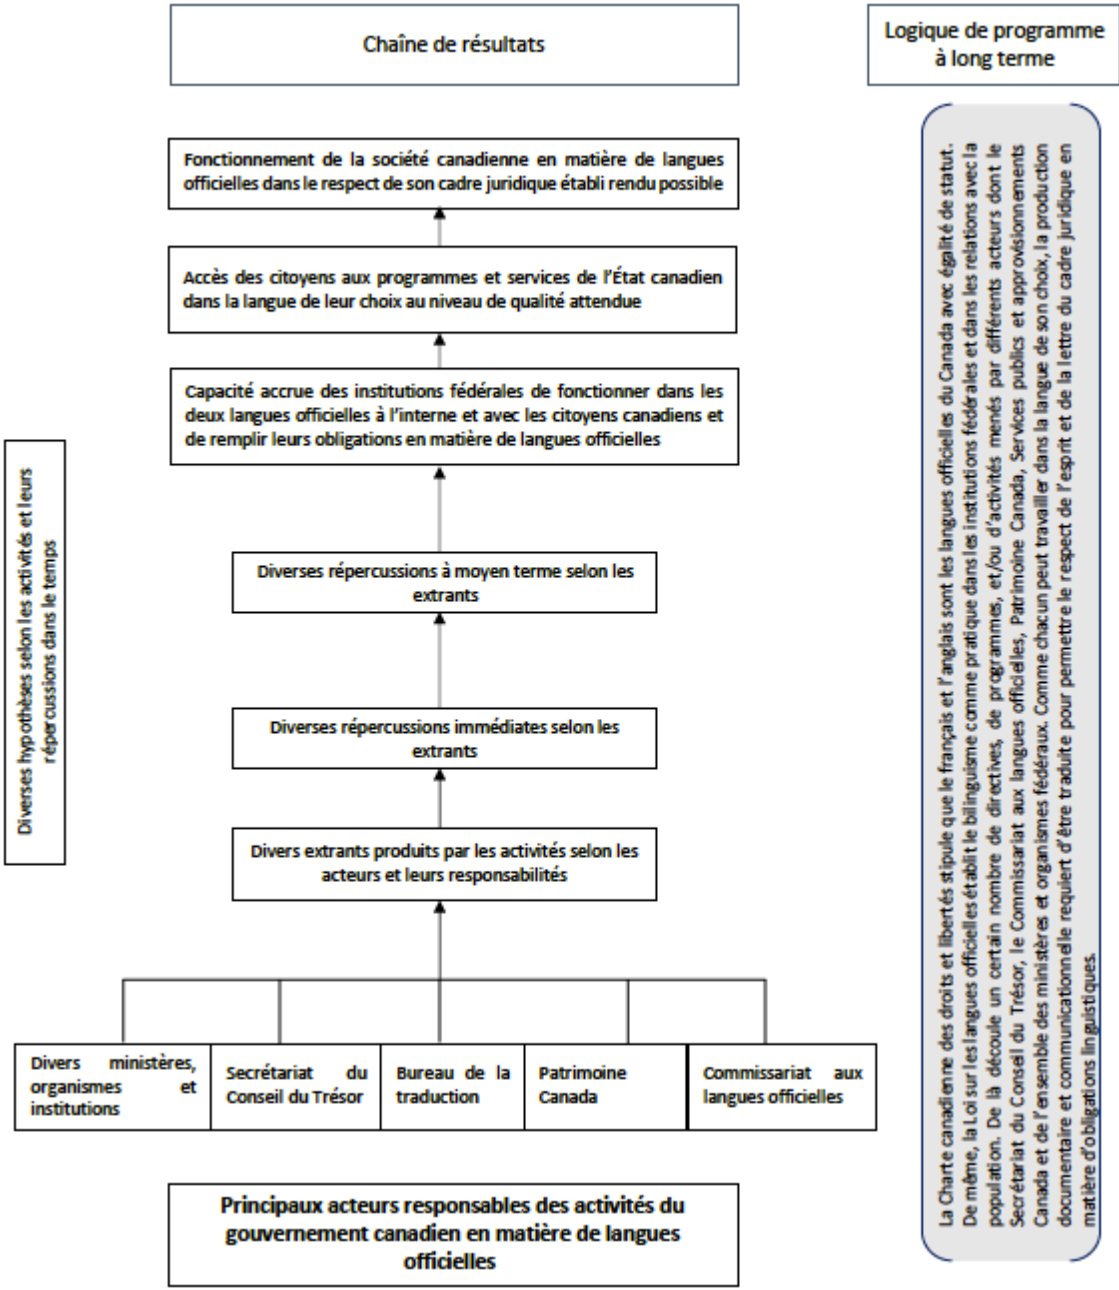 Chaîne de résultats
Logique de programme
à long terme
Fonctionnement de la société canadienne en matière de langues
officielles dans le respect de son cadre juridique établi rendu possible
Accès des citoyens aux programmes et services de l'État canadien
dans la langue de leur choix au niveau de qualité attendue
Capacité accrue des institutions fédérales de fonctionner dans les
deux langues officielles à l'interne et avec les citoyens canadiens et
de remplir leurs obligations en matière de langues officielles
Diverses hypothèses selon les activités et leurs
répercussions dans le temps
Diverses répercussions à moyen terme selon les
extrants
Diverses répercussions immédiates selon les
extrants
Divers extrants produits par les activités selon les
acteurs et leurs responsabilités
Divers ministères,
organismes et
institutions
Secrétariat du
Conseil du Trésor
Bureau de la
traduction
Patrimoine
Canada
Commissariat aux
langues officielles
Principaux acteurs responsables des activités du
gouvernement canadien en matière de langues
officielles
La Charte canadienne des droits et libertés stipule que le français et l'anglais sont les langues officielles du Canada avec égalité de statut.
De même, la Loi sur les langues officielles établit le bilinguisme comme pratique dans les institutions fédérales et dans les relations avec la
population. De là découle un certain nombre de directives, de programmes, et/ou d'activités menés par différents acteurs dont le
Secrétariat du Conseil du Trésor, le Commissariat aux langues officielles, Patrimoine Canada, Services publics et approvisionnements
Canada et de l'ensemble des ministères et organismes fédéraux. Comme chacun peut travailler dans la langue de son choix, la production
documentaire et communicationnelle requiert d'être traduite pour permettre le respect de l'esprit et de la lettre du cadre juridique en
matière d'obligations linguistiques.